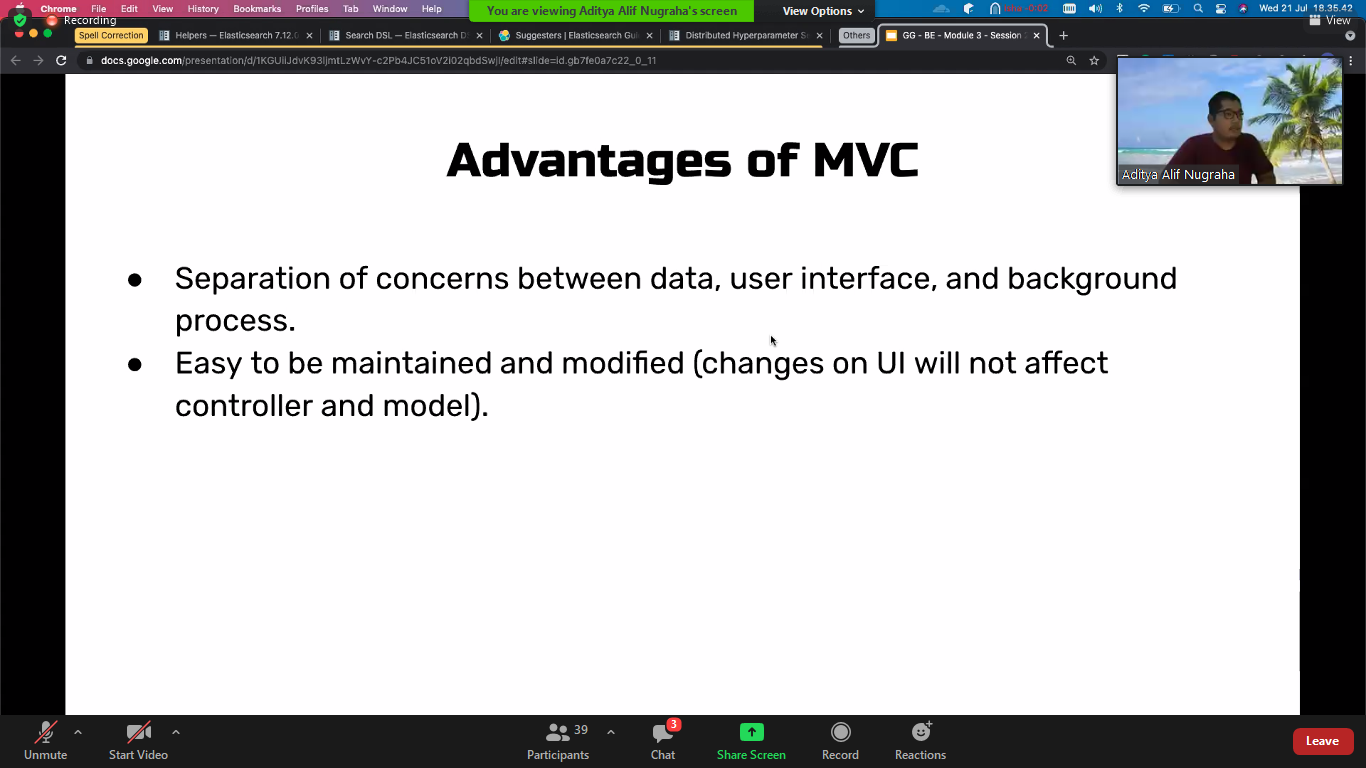 Chrome File Edit View History Bookmarks Profiles Tab Window Help
You are viewing Aditya Alif Nugraha's screen
View Options
Wed 21 Jul 18.35.42
Recording
View
Spell Correction
Helpers — Elasticsearch 7.12.0
Search DSL — Elasticsearch D
Suggesters | Elasticsearch Gui
Distributed Hyperparameter S
Others
GG - BE - Module 3 - Session
Advantages of MVC
Aditya Alif Nugraha
● Separation of concerns between data, user interface, and background
process.
● Easy to be maintained and modified (changes on UI will not affect
controller and model).
Unmute
Start Video
39
Participants
3
Chat
Share Screen
Record
Reactions
Leave